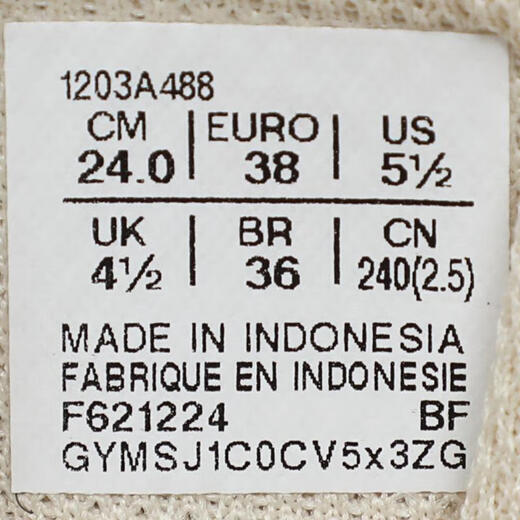 1203A488
CM | EURO | US
24.0 | 38 | 5½
UK | BR | CN
4½ | 36 | 240(2.5)
MADE IN INDONESIA
FABRIQUE EN INDONESIE
F621224 BF
GYMSJ1C0CV5x3ZG